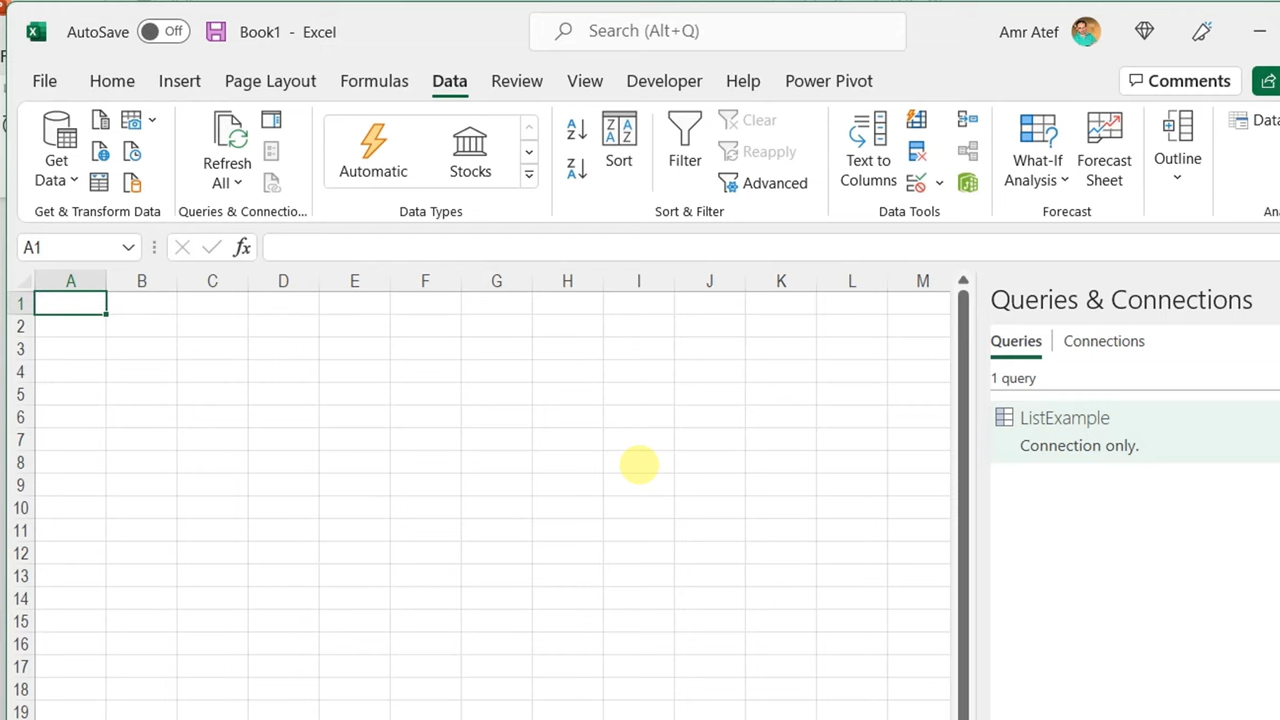 AutoSave Off Book1 - Excel Search (Alt+Q) Amr Atef
File Home Insert Page Layout Formulas Data Review View Developer Help Power Pivot Comments
Get Data
Refresh All
Automatic
Stocks
Sort
Filter
Clear
Reapply
Advanced
Text to Columns
What-If Analysis
Forecast Sheet
Outline
Data
Get & Transform Data Queries & Connectio... Data Types Sort & Filter Data Tools Forecast
A1 fx
A B C D E F G H I J K L M
1
2
3
4
5
6
7
8
9
10
11
12
13
14
15
16
17
18
19
Queries & Connections
Queries Connections
1 query
ListExample
Connection only.